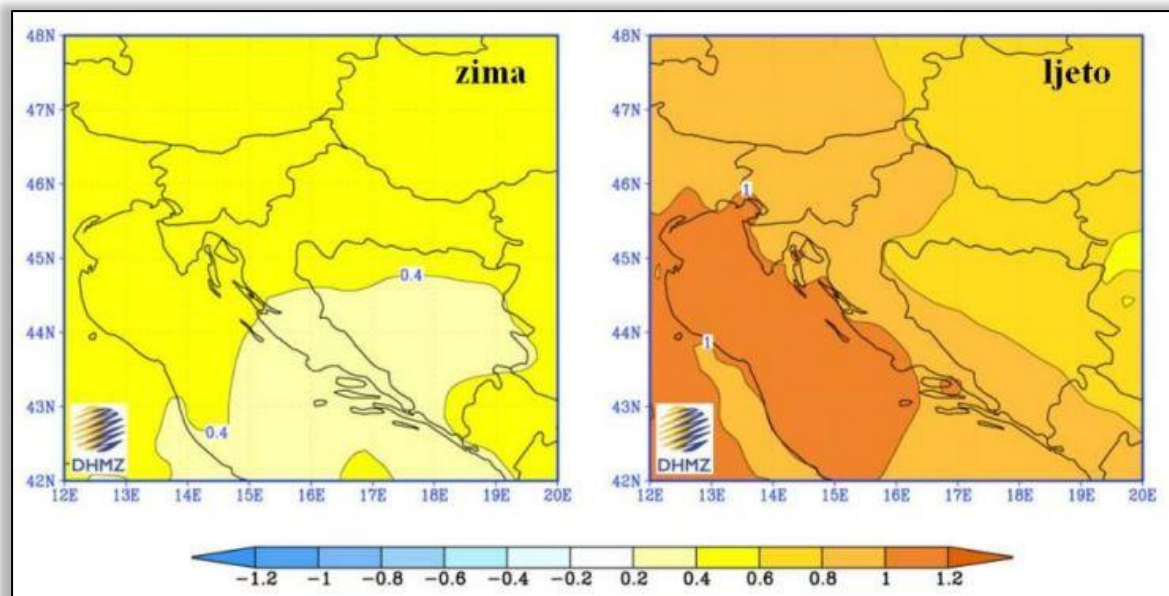 48N
47N
46N
45N
44N
43N
42N
12E 13E 14E 15E 16E 17E 18E 19E 20E
zima
0.4
0.4
DHMZ
48N
47N
46N
45N
44N
43N
42N
12E 13E 14E 15E 16E 17E 18E 19E 20E
ljeto
1
1
DHMZ
-1.2 -1 -0.8 -0.6 -0.4 -0.2 0.2 0.4 0.6 0.8 1 1.2